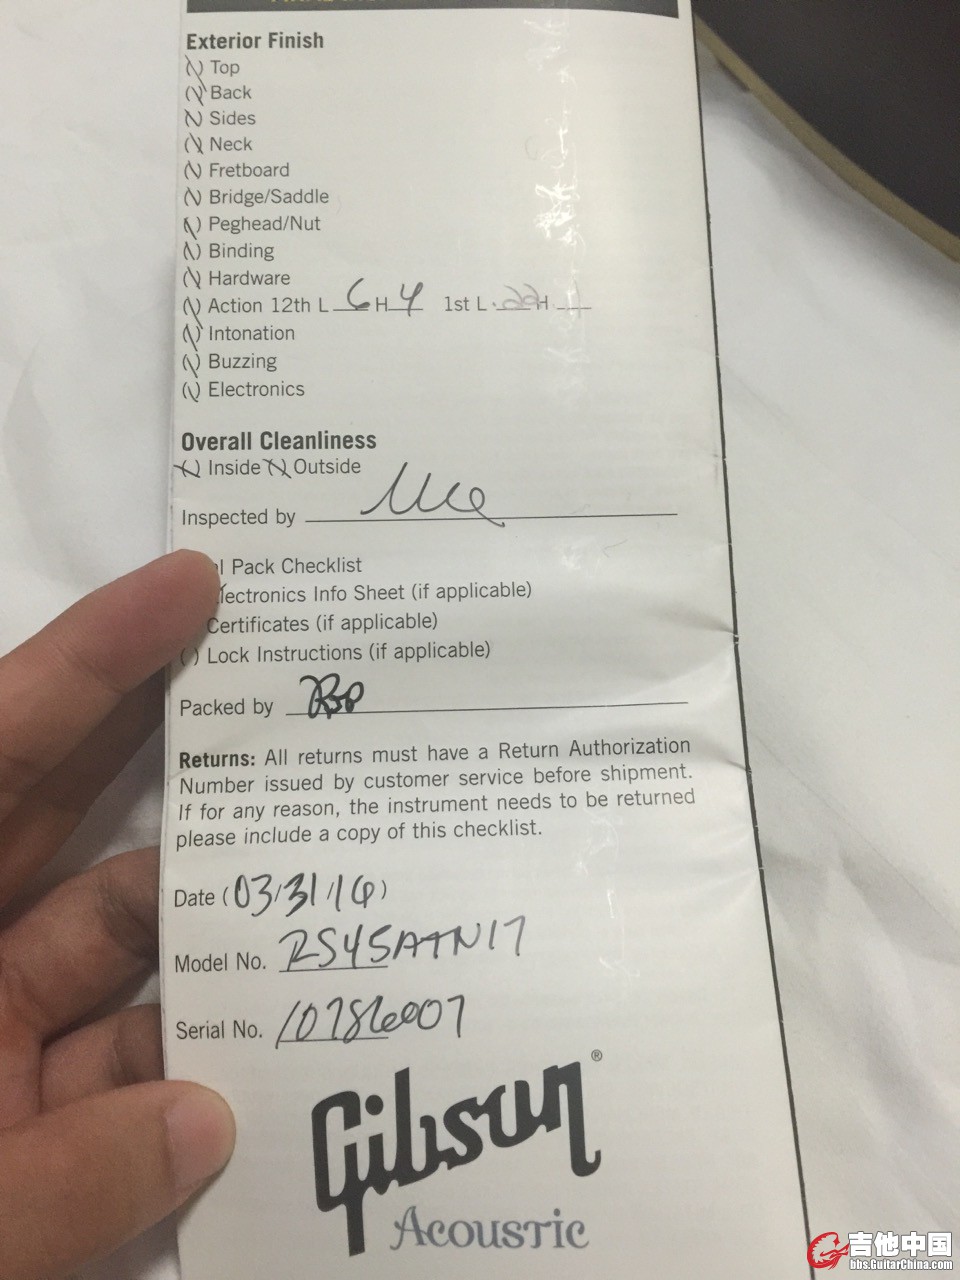 Exterior Finish
(\) Top
(\) Back
(\) Sides
(\) Neck
(\) Fretboard
(\) Bridge/Saddle
(\) Peghead/Nut
(\) Binding
(\) Hardware
(\) Action 12th L 6 H 4 1st L .22 H
(\) Intonation
(\) Buzzing
(\) Electronics
Overall Cleanliness
(\) Inside (\) Outside
Inspected by
Pack Checklist
Electronics Info Sheet (if applicable)
Certificates (if applicable)
( ) Lock Instructions (if applicable)
Packed by
Returns: All returns must have a Return Authorization
Number issued by customer service before shipment.
If for any reason, the instrument needs to be returned
please include a copy of this checklist.
Date (03/31/16)
Model No. RS45ATN17
Serial No. 10786007
Gibson®
Acoustic
吉他中国
bbs.GuitarChina.com